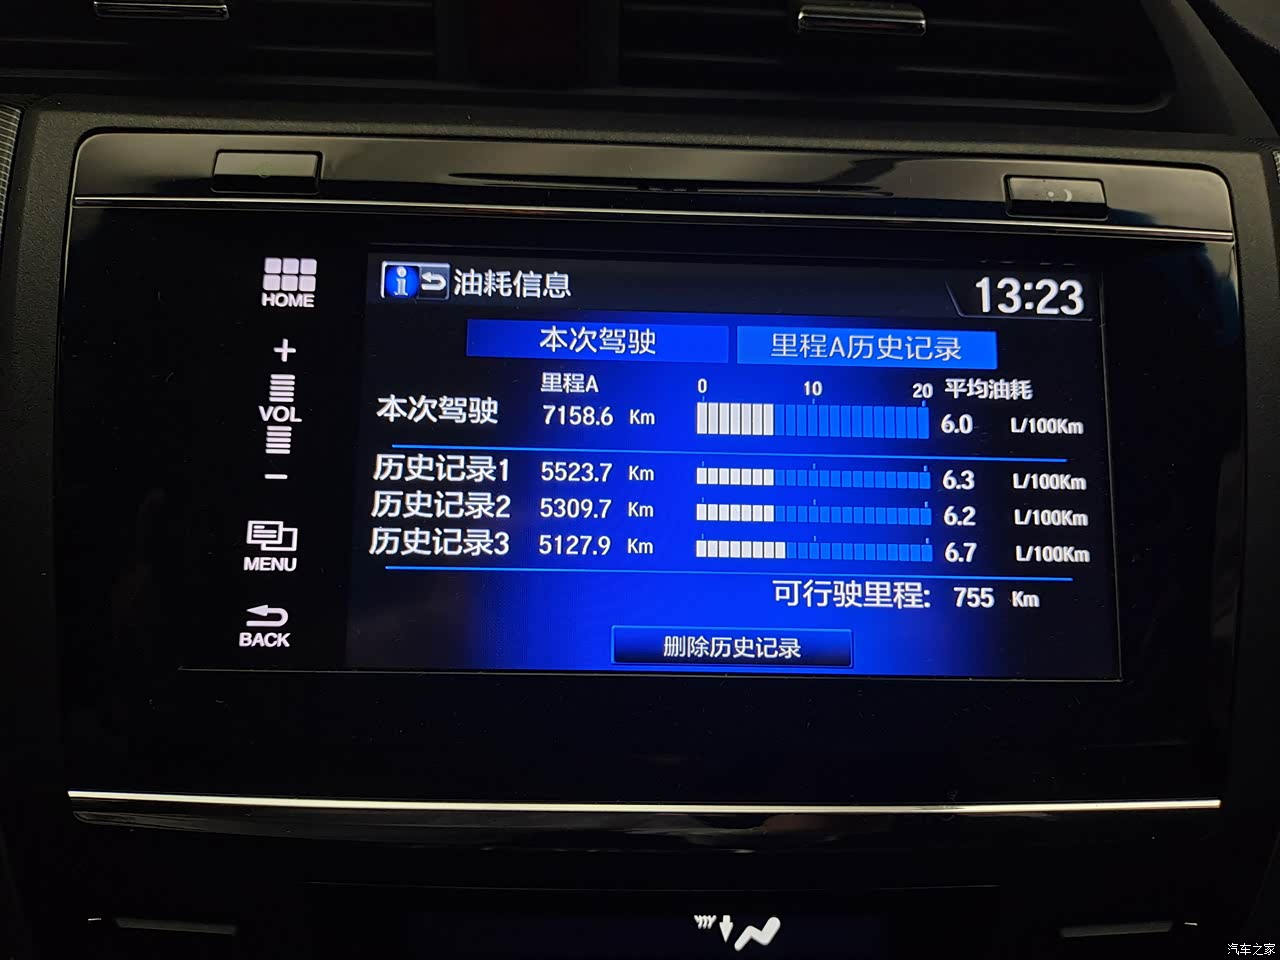 油耗信息 13:23
HOME
本次驾驶 里程A历史记录
+
VOL
−
里程A 0 10 20 平均油耗
本次驾驶 7158.6 Km 6.0 L/100Km
历史记录1 5523.7 Km 6.3 L/100Km
历史记录2 5309.7 Km 6.2 L/100Km
历史记录3 5127.9 Km 6.7 L/100Km
MENU
可行驶里程: 755 Km
BACK
删除历史记录
汽车之家